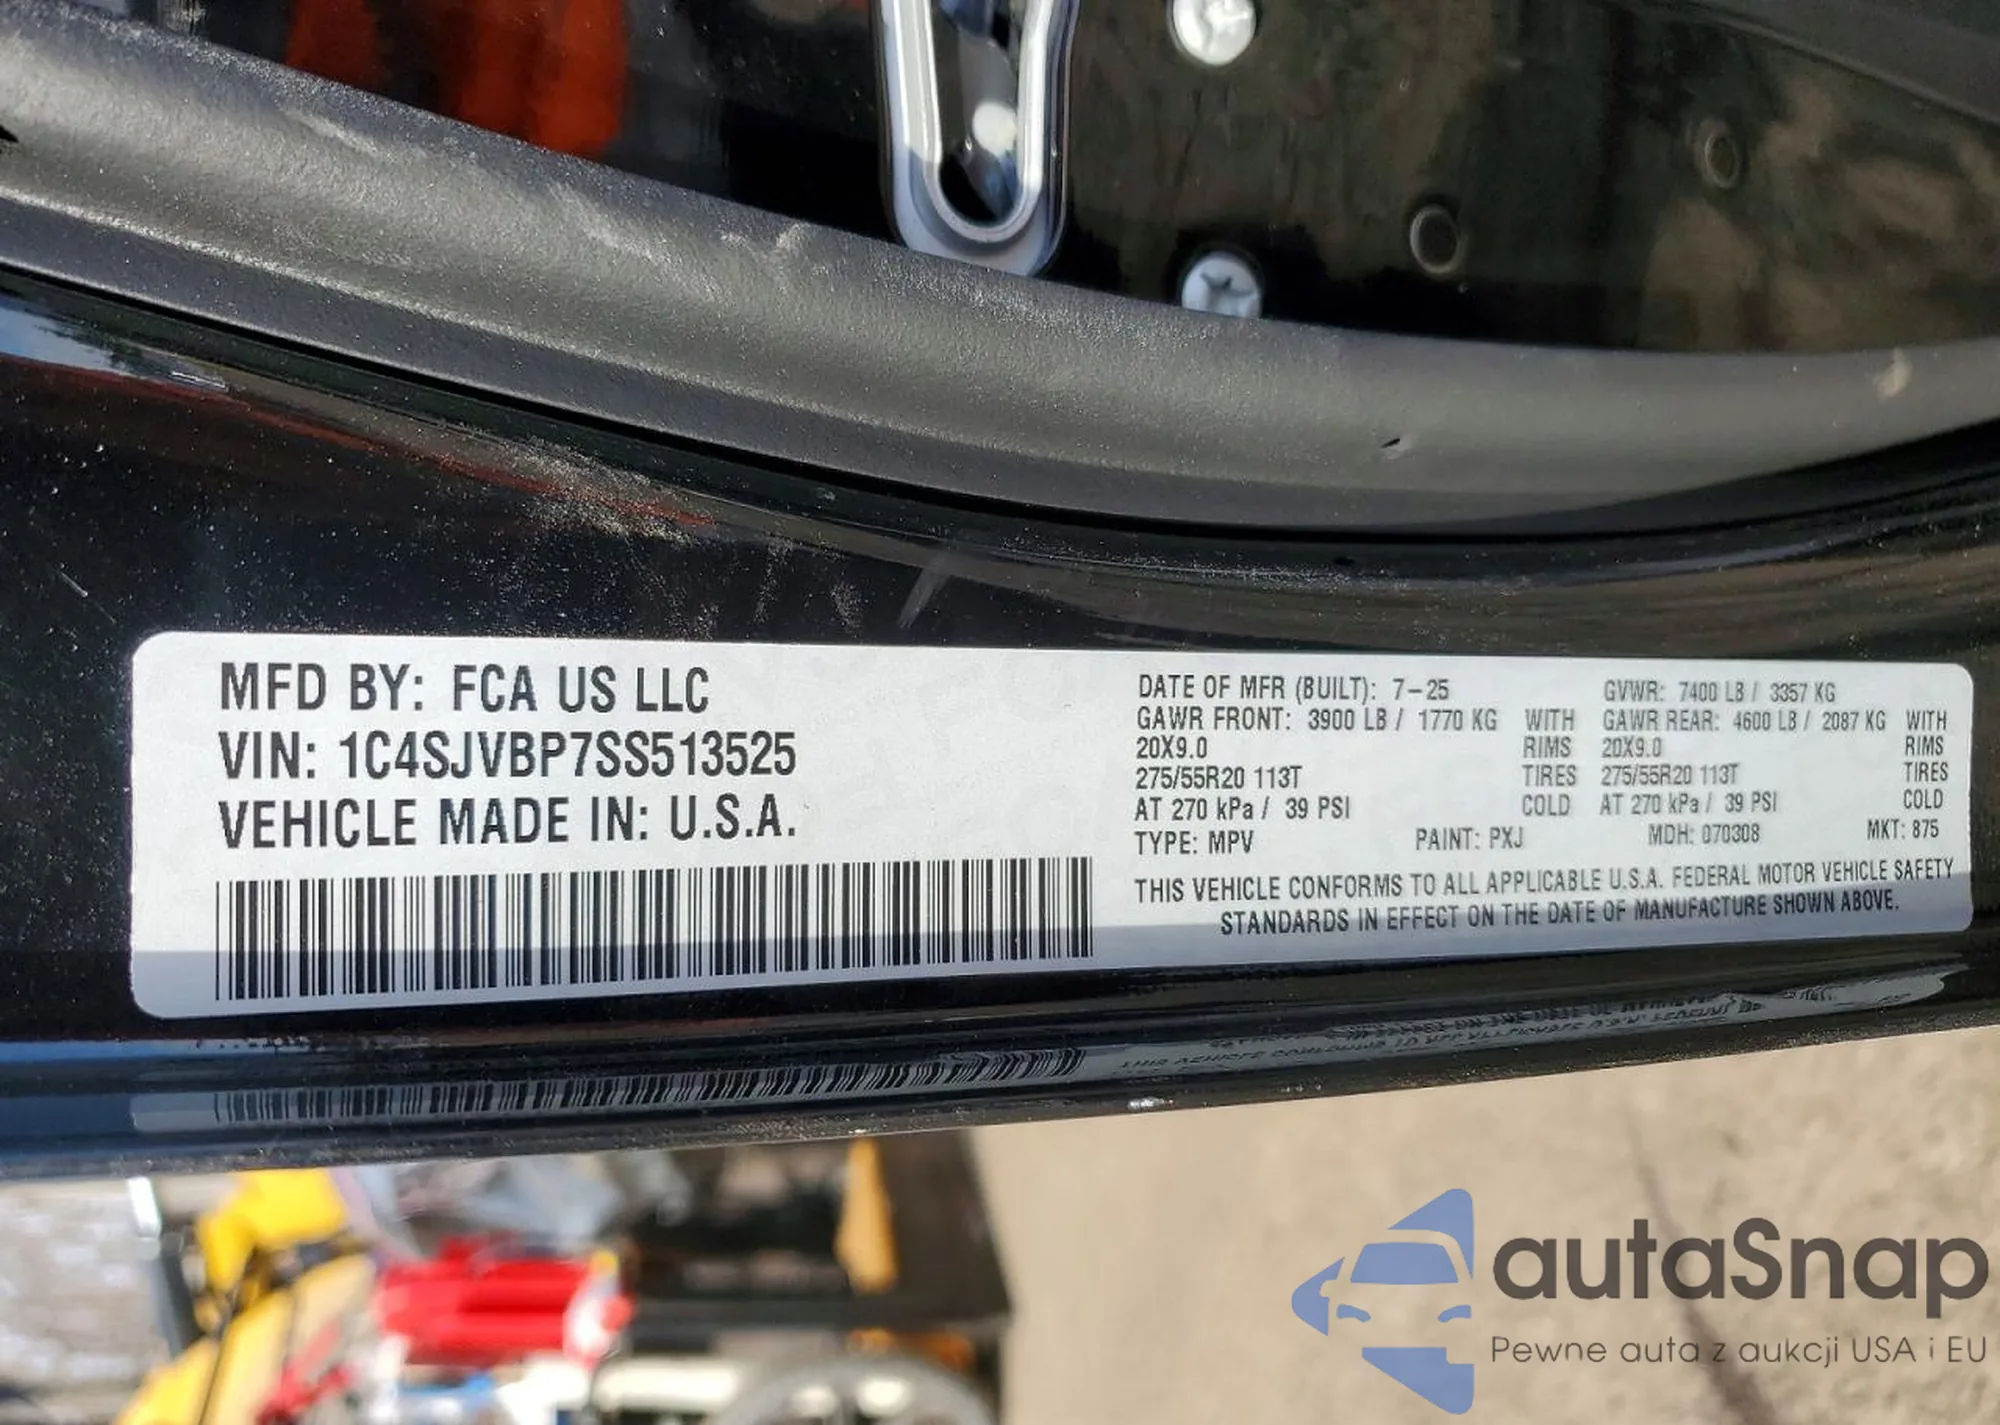 MFD BY: FCA US LLC
VIN: 1C4SJVBP7SS513525
VEHICLE MADE IN: U.S.A.
DATE OF MFR (BUILT): 7-25 GVWR: 7400 LB / 3357 KG
GAWR FRONT: 3900 LB / 1770 KG WITH GAWR REAR: 4600 LB / 2087 KG WITH
20X9.0 RIMS 20X9.0 RIMS
275/55R20 113T TIRES 275/55R20 113T TIRES
AT 270 kPa / 39 PSI COLD AT 270 kPa / 39 PSI COLD
TYPE: MPV PAINT: PXJ MDH: 070308 MKT: 875
THIS VEHICLE CONFORMS TO ALL APPLICABLE U.S.A. FEDERAL MOTOR VEHICLE SAFETY
STANDARDS IN EFFECT ON THE DATE OF MANUFACTURE SHOWN ABOVE.
autaSnap
Pewne auta z aukcji USA i EU